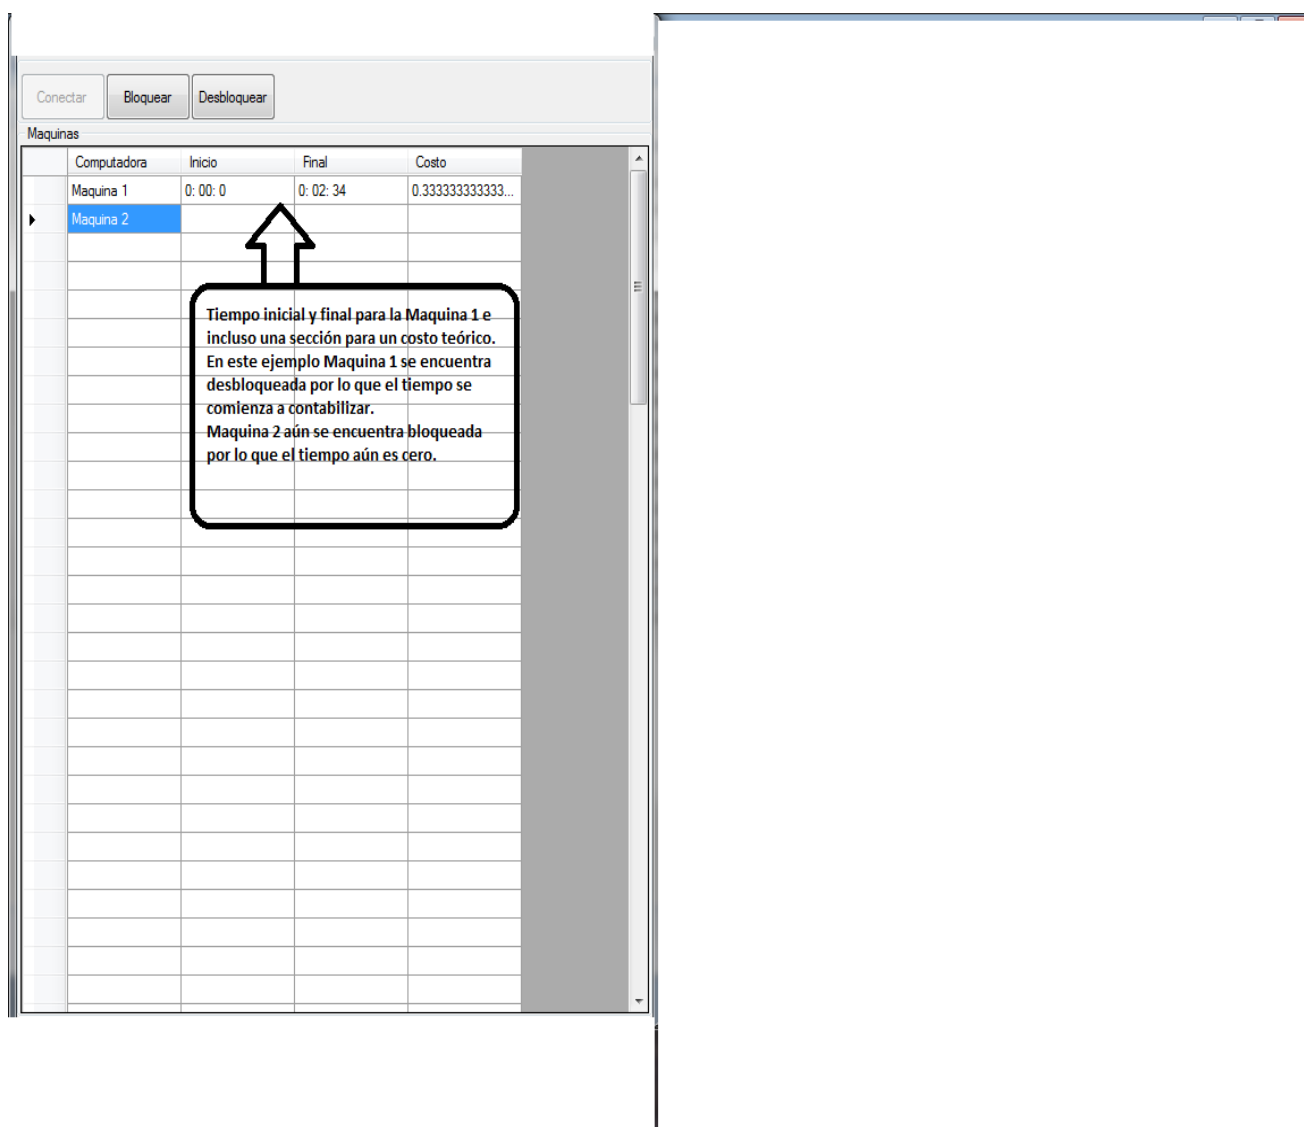 Conectar Bloquear Desbloquear
Maquinas
Computadora Inicio Final Costo
Maquina 1 0: 00: 0 0: 02: 34 0.333333333333...
Maquina 2
Tiempo inicial y final para la Maquina 1 e
incluso una sección para un costo teórico.
En este ejemplo Maquina 1 se encuentra
desbloqueada por lo que el tiempo se
comienza a contabilizar.
Maquina 2 aún se encuentra bloqueada
por lo que el tiempo aún es cero.